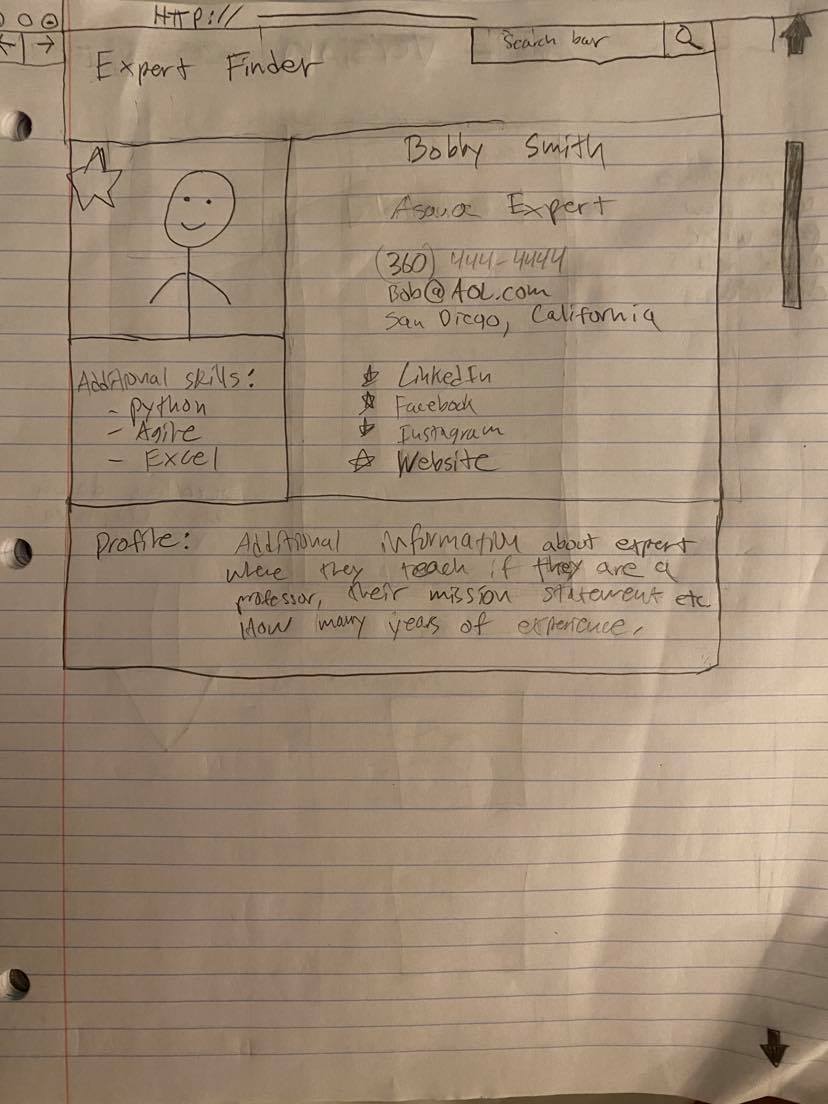 HTTP://
Search bar
Expert Finder
Bobby Smith
Asana Expert
(360) 444-4444
Bob@AOL.com
San Diego, California
Additional skills:
- Python
- Agile
- Excel
LinkedIn
Facebook
Instagram
Website
Profile: Additional information about expert
where they teach if they are a
professor, their mission statement etc.
How many years of experience.